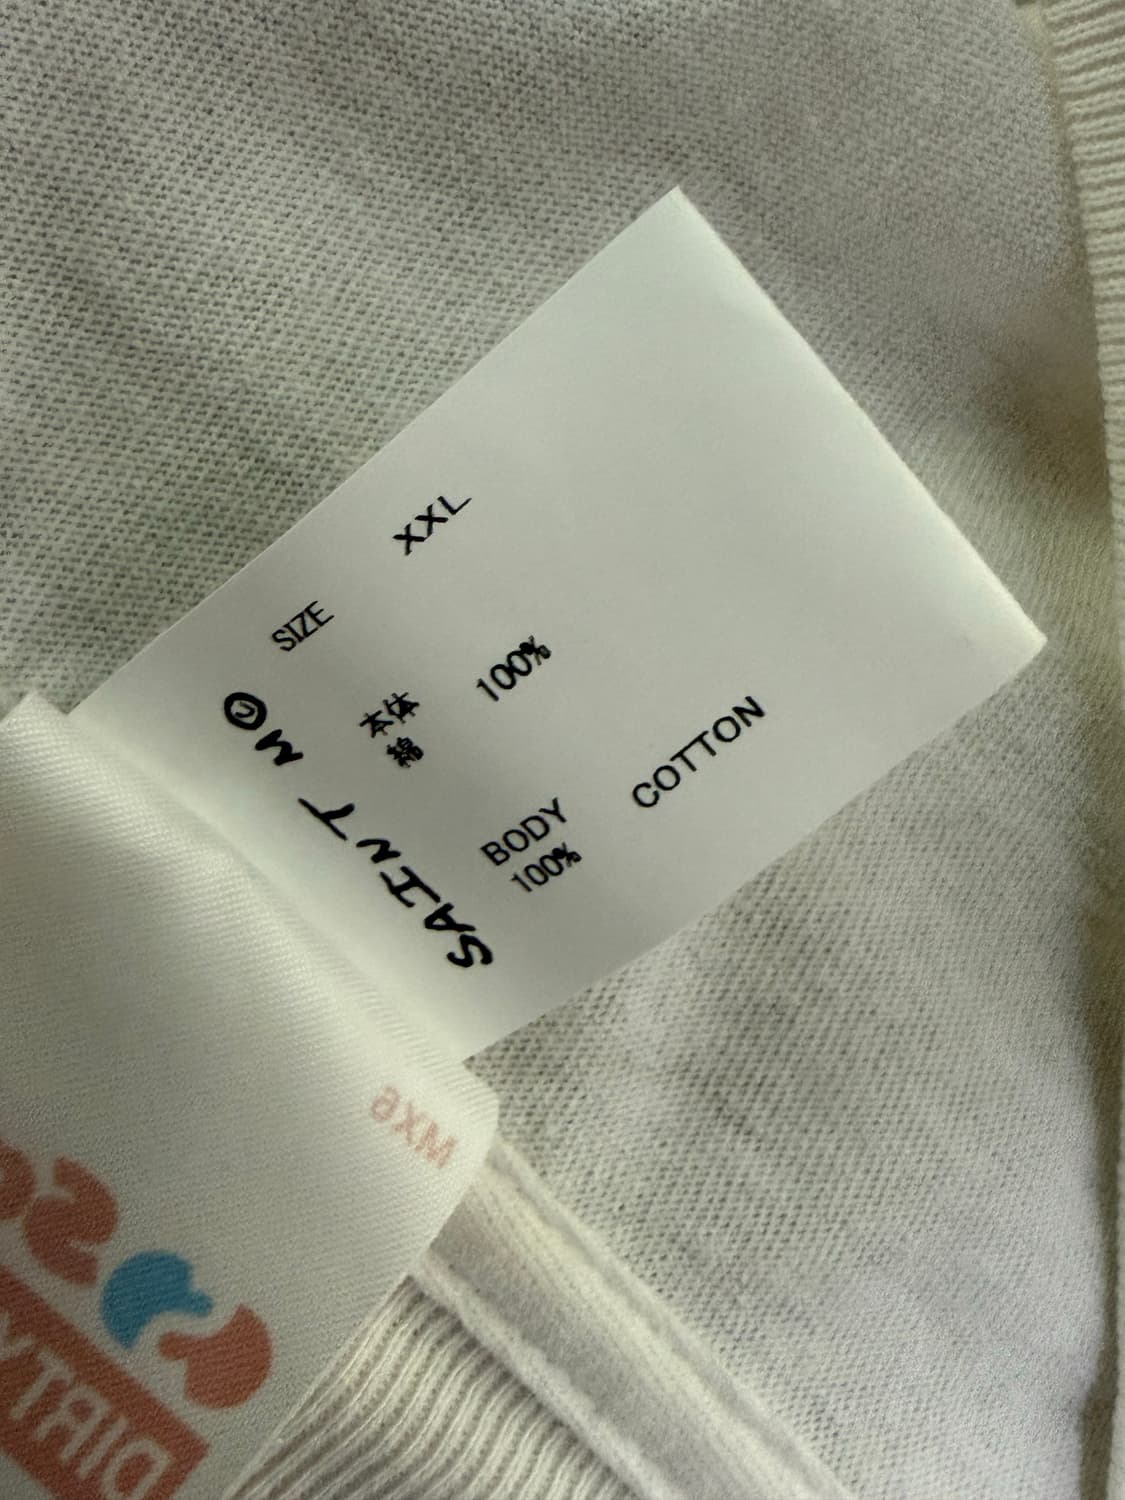 SAINT M
SIZE XXL
本体
綿 100%
BODY
100% COTTON
MX6
DIRTY